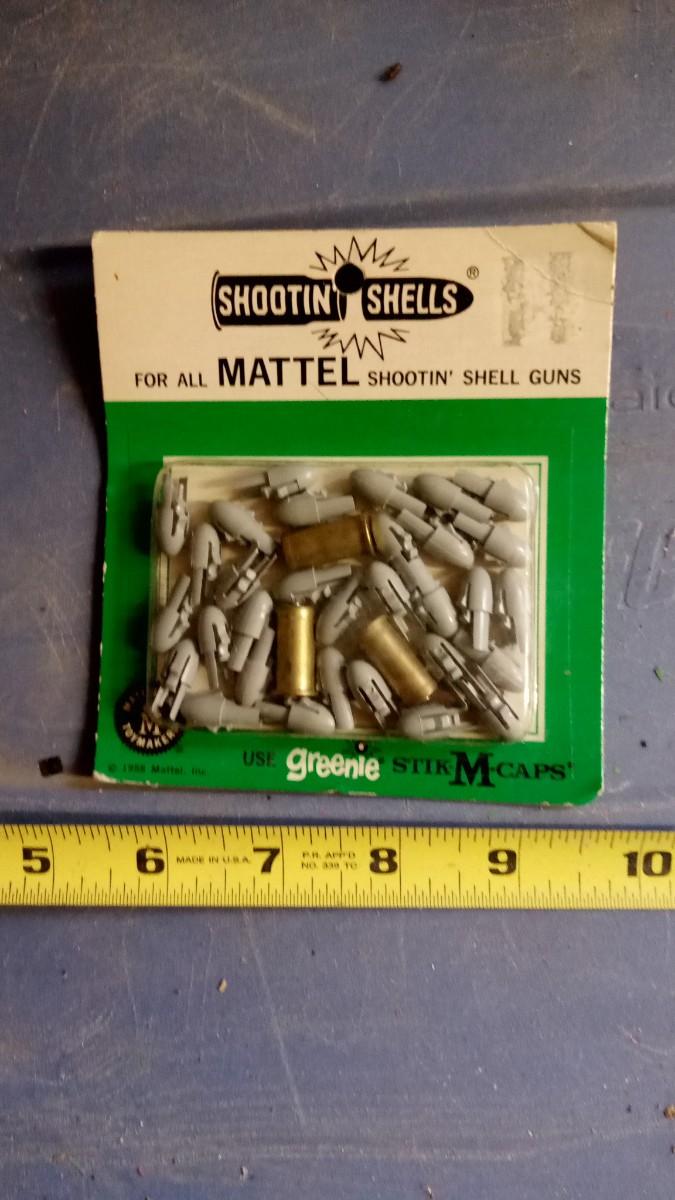 SHOOTIN' SHELLS ®
FOR ALL MATTEL SHOOTIN' SHELL GUNS
M
TOYMAKER
USE greenie STIK-M-CAPS
© 1958 Mattel, Inc
5 6 MADE IN U.S.A. 7 P.R. APP'D 8 9 10
NO. 339 TC